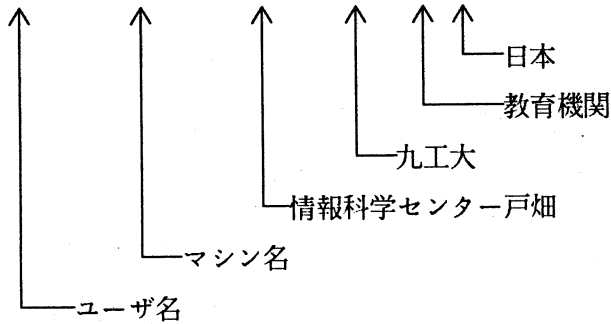 日本
教育機関
九工大
情報科学センター戸畑
マシン名
ユーザ名